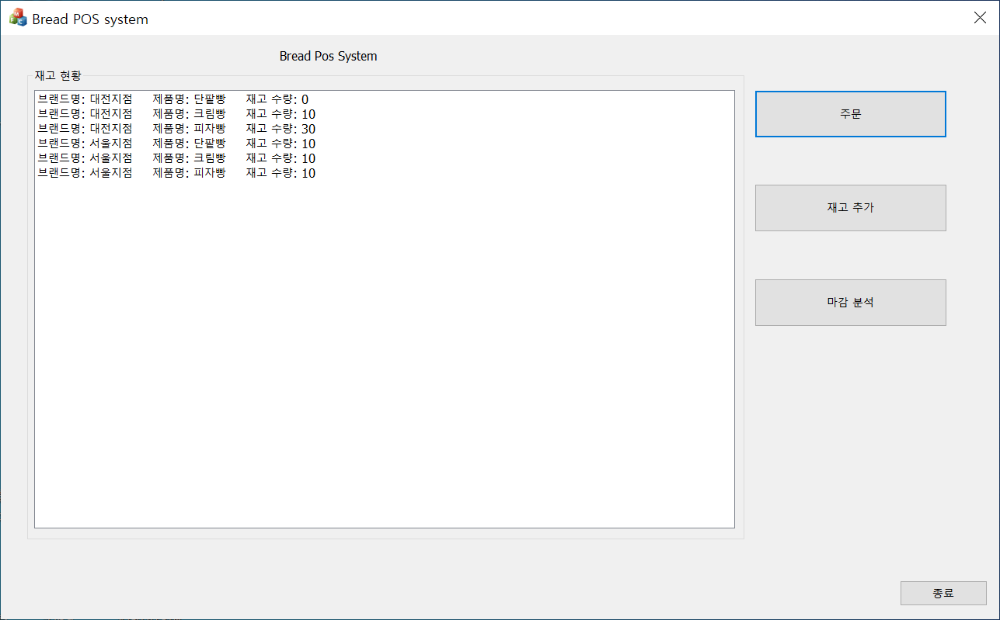 Bread POS system
Bread Pos System
재고 현황
브랜드명: 대전지점 제품명: 단팥빵 재고 수량: 0
브랜드명: 대전지점 제품명: 크림빵 재고 수량: 10
브랜드명: 대전지점 제품명: 피자빵 재고 수량: 30
브랜드명: 서울지점 제품명: 단팥빵 재고 수량: 10
브랜드명: 서울지점 제품명: 크림빵 재고 수량: 10
브랜드명: 서울지점 제품명: 피자빵 재고 수량: 10
주문
재고 추가
마감 분석
종료